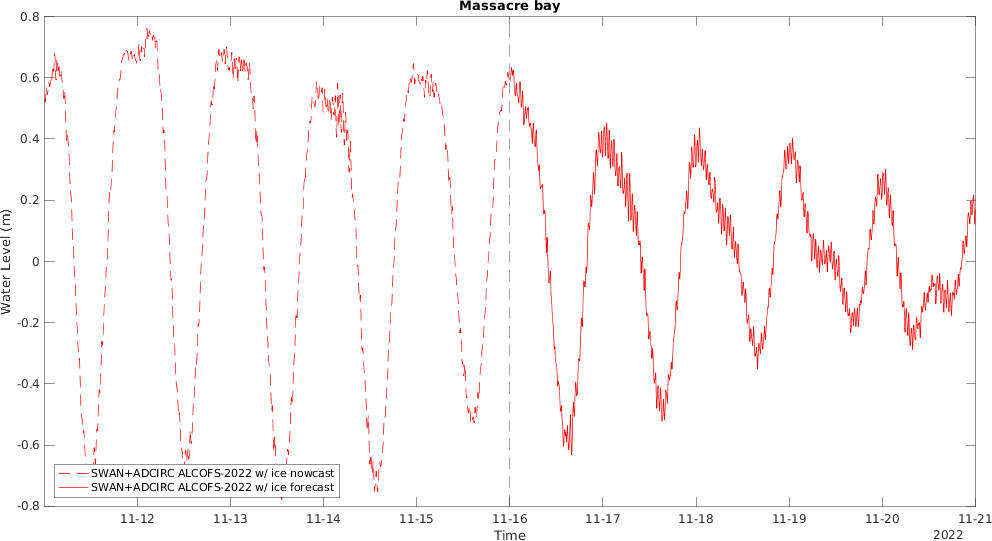 Massacre bay
0.8
0.6
0.4
0.2
0
-0.2
-0.4
-0.6
-0.8
Water Level (m)
SWAN+ADCIRC ALCOFS-2022 w/ ice nowcast
SWAN+ADCIRC ALCOFS-2022 w/ ice forecast
11-12 11-13 11-14 11-15 11-16 11-17 11-18 11-19 11-20 11-21
Time
2022